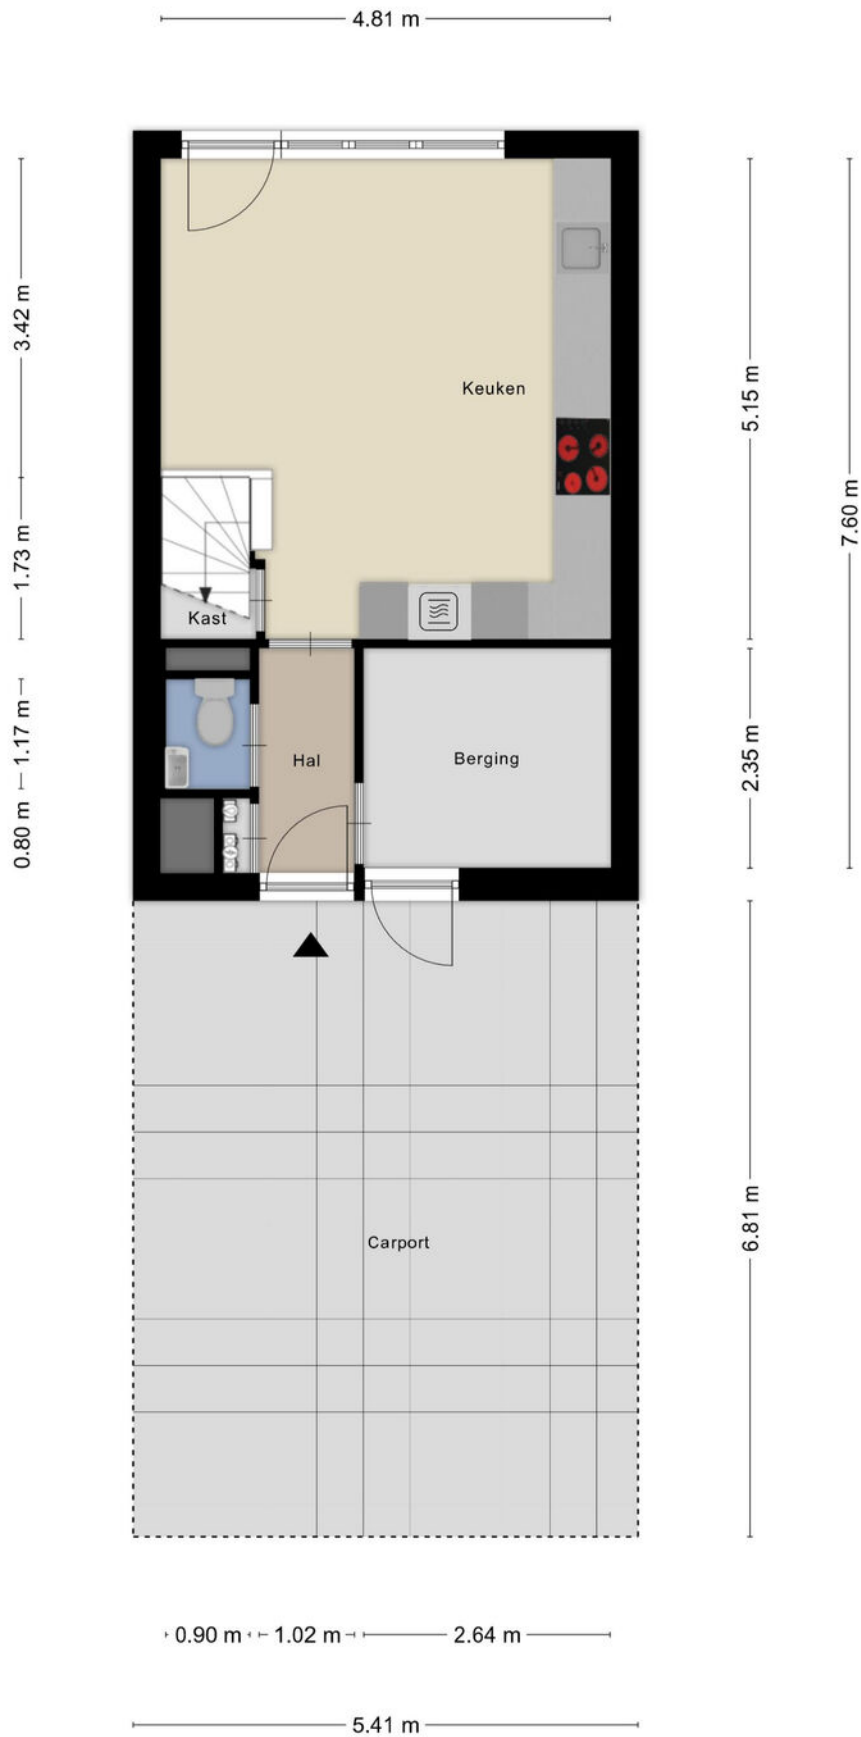 4.81 m
3.42 m
5.15 m
Keuken
7.60 m
1.73 m
Kast
1.17 m
Hal
Berging
2.35 m
0.80 m
6.81 m
Carport
0.90 m
1.02 m
2.64 m
5.41 m